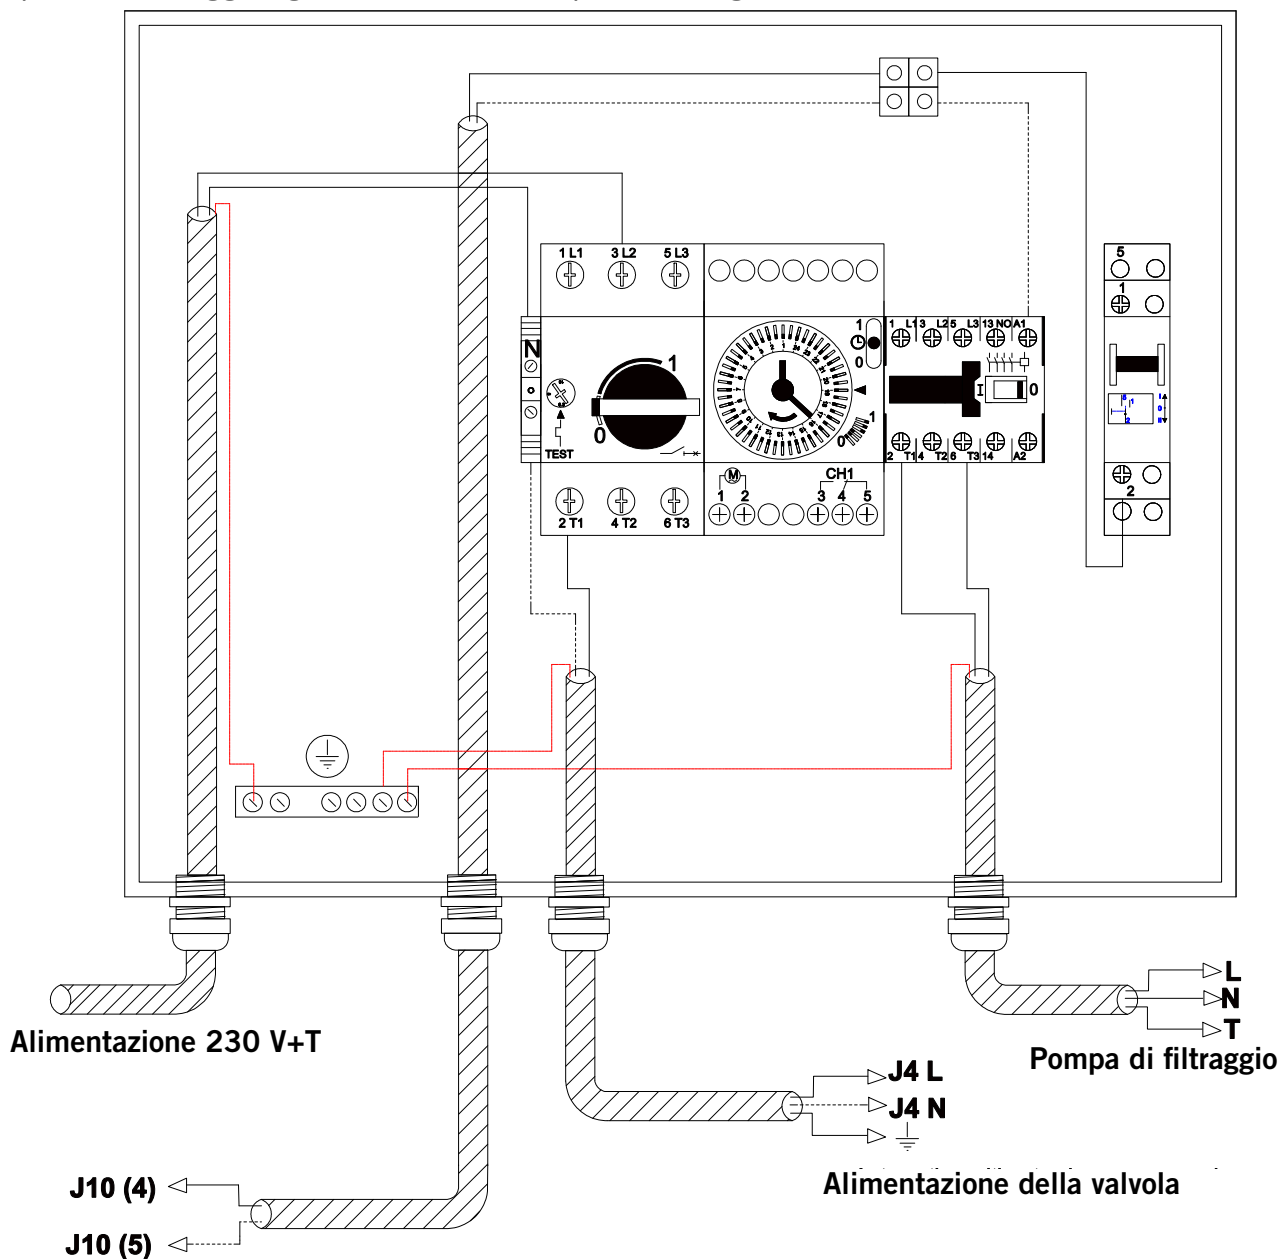 1 L1 3 L2 5 L3
5
1
N
TEST
0
1
1
0
1
0
1 L1 3 L2 5 L3 13 NO A1
I 0
2 T1 4 T2 6 T3 14 A2
2
M
1 2
CH1
3 4 5
2 T1 4 T2 6 T3
Alimentazione 230 V+T
L
N
T
Pompa di filtraggio
J4 L
J4 N
Alimentazione della valvola
J10 (4)
J10 (5)